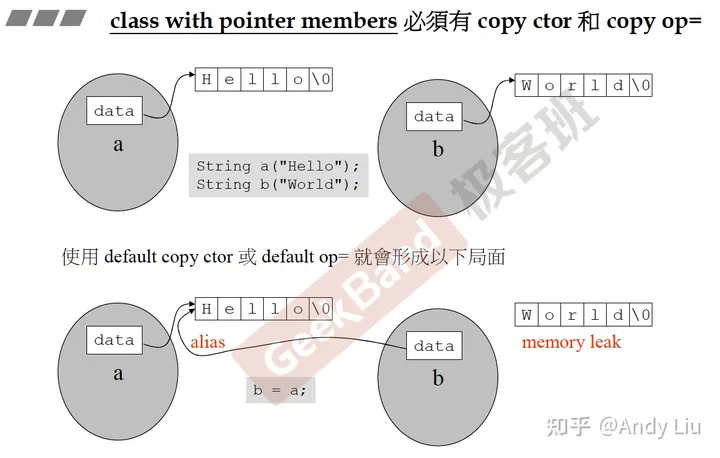 class with pointer members 必須有 copy ctor 和 copy op=
H e l l o \0
data
a
W o r l d \0
data
b
String a("Hello");
String b("World");
使用 default copy ctor 或 default op= 就會形成以下局面
H e l l o \0
data
a
alias
W o r l d \0
data
b
memory leak
b = a;
GeekBand 极客班
知乎 @Andy Liu